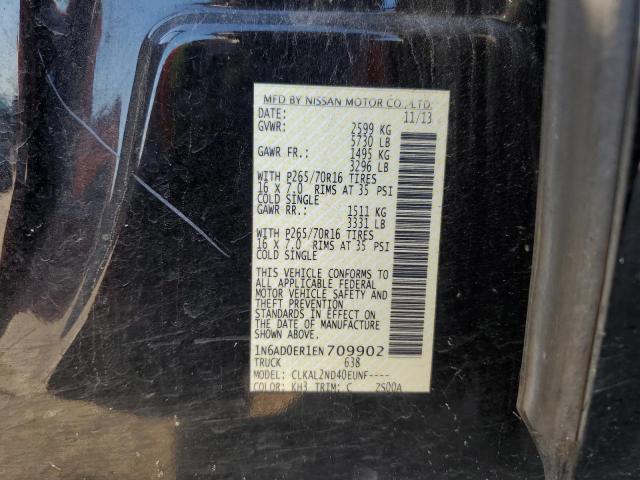 MFD BY NISSAN MOTOR CO., LTD.
DATE: 11/13
GVWR: 2599 KG
5730 LB
GAWR FR.: 1495 KG
3296 LB
WITH P265/70R16 TIRES
16 X 7.0 RIMS AT 35 PSI
COLD SINGLE
GAWR RR.: 1511 KG
3331 LB
WITH P265/70R16 TIRES
16 X 7.0 RIMS AT 35 PSI
COLD SINGLE
THIS VEHICLE CONFORMS TO
ALL APPLICABLE FEDERAL
MOTOR VEHICLE SAFETY AND
THEFT PREVENTION
STANDARDS IN EFFECT ON
THE DATE OF MANUFACTURE
SHOWN ABOVE.
1N6AD0ER1EN709902
TRUCK 638
MODEL: CLKAL2ND40EUNF----
COLOR: KH3 TRIM: C ZS00A